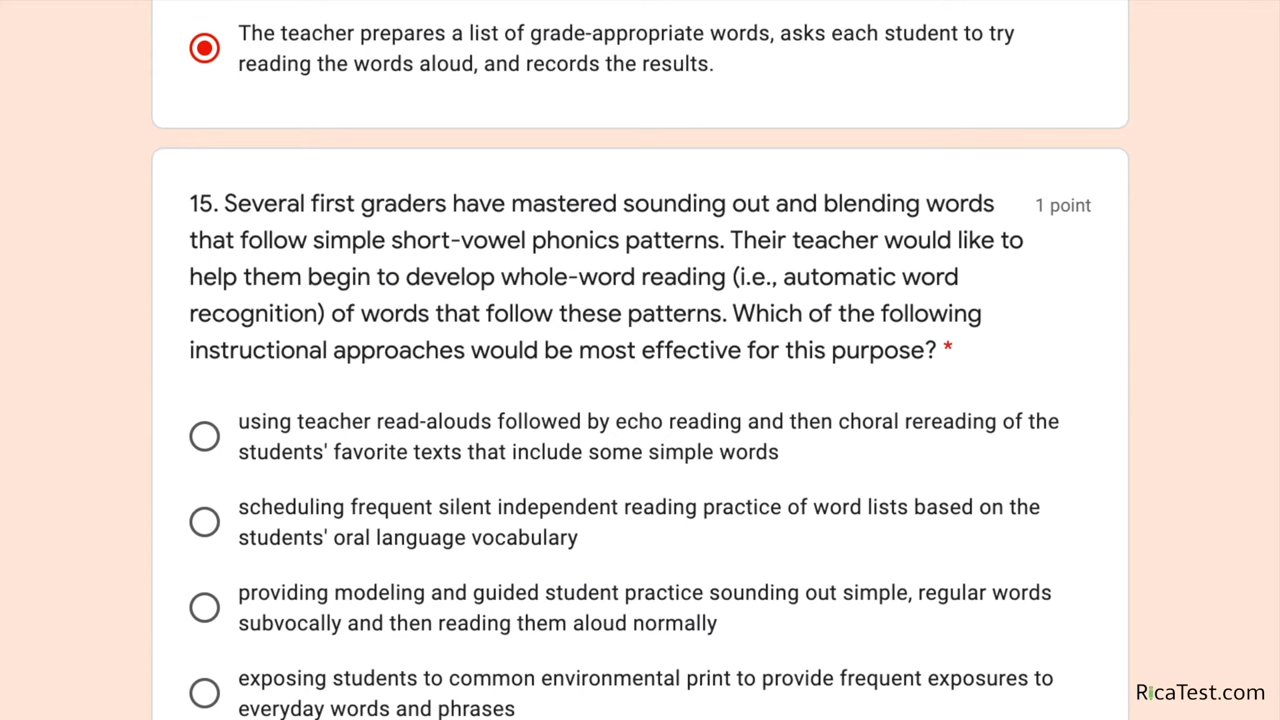 The teacher prepares a list of grade-appropriate words, asks each student to try
reading the words aloud, and records the results.
15. Several first graders have mastered sounding out and blending words
1 point
that follow simple short-vowel phonics patterns. Their teacher would like to
help them begin to develop whole-word reading (i.e., automatic word
recognition) of words that follow these patterns. Which of the following
instructional approaches would be most effective for this purpose? *
using teacher read-alouds followed by echo reading and then choral rereading of the
students' favorite texts that include some simple words
scheduling frequent silent independent reading practice of word lists based on the
students' oral language vocabulary
providing modeling and guided student practice sounding out simple, regular words
subvocally and then reading them aloud normally
exposing students to common environmental print to provide frequent exposures to
everyday words and phrases
RicaTest.com